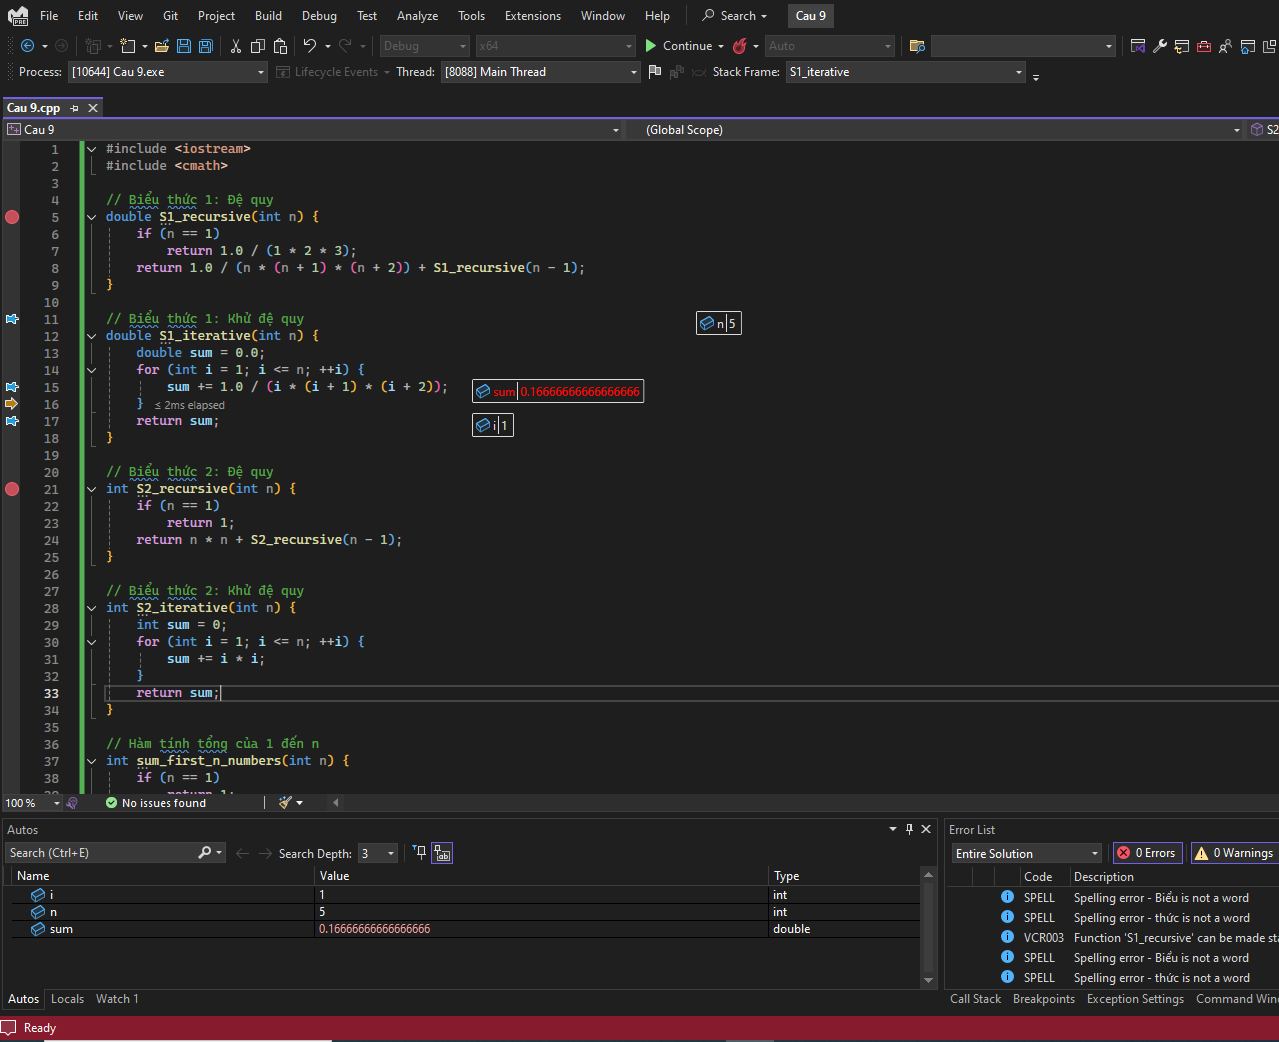 File Edit View Git Project Build Debug Test Analyze Tools Extensions Window Help Search Cau 9
Debug x64 Continue Auto
Process: [10644] Cau 9.exe Lifecycle Events Thread: [8088] Main Thread Stack Frame: S1_iterative
Cau 9.cpp
Cau 9 (Global Scope) S2
1 #include <iostream>
2 #include <cmath>
3
4 // Biểu thức 1: Đệ quy
5 double S1_recursive(int n) {
6 if (n == 1)
7 return 1.0 / (1 * 2 * 3);
8 return 1.0 / (n * (n + 1) * (n + 2)) + S1_recursive(n - 1);
9 }
10
11 // Biểu thức 1: Khử đệ quy n 5
12 double S1_iterative(int n) {
13 double sum = 0.0;
14 for (int i = 1; i <= n; ++i) {
15 sum += 1.0 / (i * (i + 1) * (i + 2)); sum 0.16666666666666666
16 } ≤ 2ms elapsed
17 return sum; i 1
18 }
19
20 // Biểu thức 2: Đệ quy
21 int S2_recursive(int n) {
22 if (n == 1)
23 return 1;
24 return n * n + S2_recursive(n - 1);
25 }
26
27 // Biểu thức 2: Khử đệ quy
28 int S2_iterative(int n) {
29 int sum = 0;
30 for (int i = 1; i <= n; ++i) {
31 sum += i * i;
32 }
33 return sum;
34 }
35
36 // Hàm tính tổng của 1 đến n
37 int sum_first_n_numbers(int n) {
38 if (n == 1)
39 return 1;
100 % No issues found
Autos
Search (Ctrl+E) Search Depth: 3
Name Value Type
i 1 int
n 5 int
sum 0.16666666666666666 double
Autos Locals Watch 1
Error List
Entire Solution 0 Errors 0 Warnings
Code Description
SPELL Spelling error - Biểu is not a word
SPELL Spelling error - thức is not a word
VCR003 Function 'S1_recursive' can be made sta
SPELL Spelling error - Biểu is not a word
SPELL Spelling error - thức is not a word
Call Stack Breakpoints Exception Settings Command Win
Ready